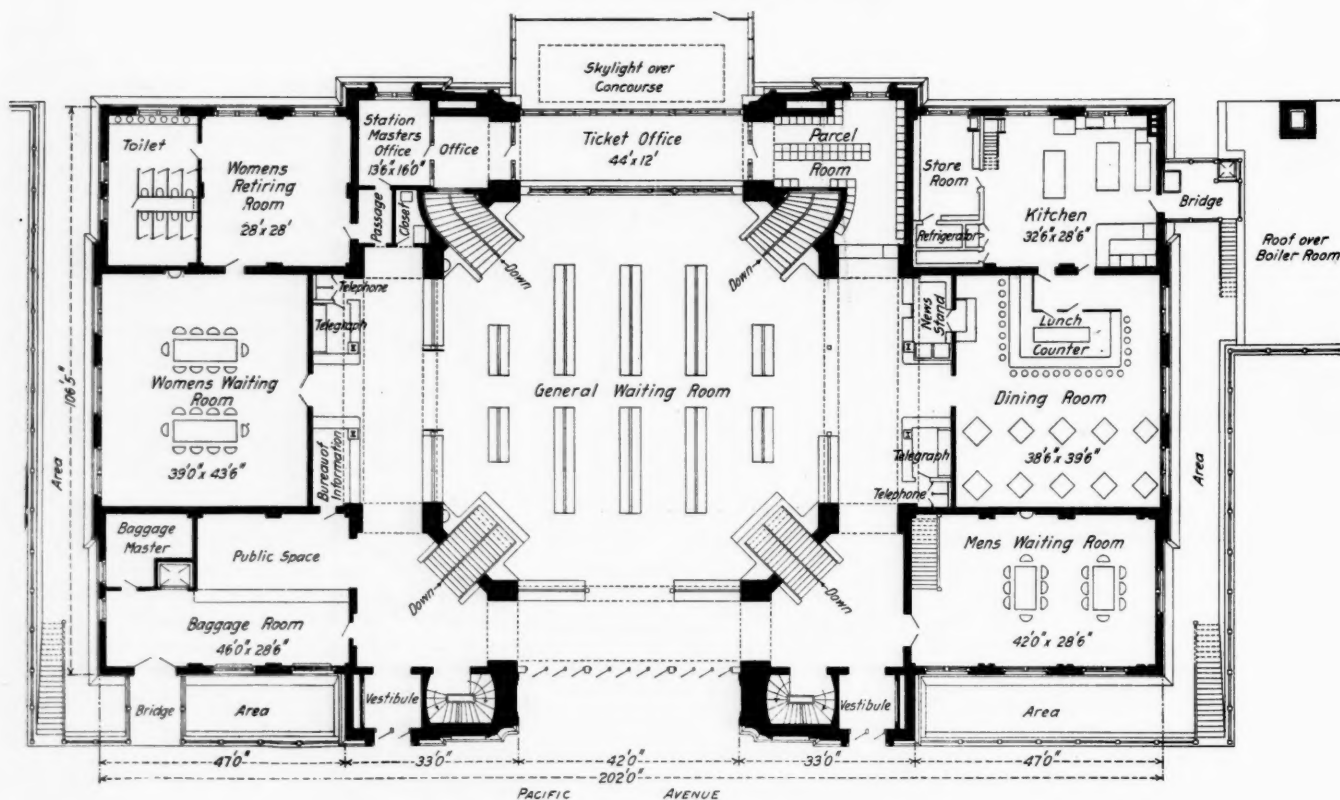 Skylight over
Concourse
Toilet
Womens
Retiring
Room
28' x 28'
Station
Masters
Office
13'6" x 16'0"
Office
Ticket Office
44' x 12'
Parcel
Room
Store
Room
Refrigerator
Kitchen
32'6" x 28'6"
Bridge
Roof over
Boiler Room
Passage
Closet
Down
Down
Telephone
Telegraph
News
Stand
Lunch
Counter
Area
106'5"
Womens Waiting
Room
39'0" x 43'6"
General Waiting Room
Dining Room
38'6" x 39'6"
Bureau of
Information
Telegraph
Telephone
Area
Baggage
Master
Public Space
Mens Waiting Room
42'0" x 28'6"
Down
Down
Baggage Room
46'0" x 28'6"
Bridge
Area
Vestibule
Vestibule
Area
47'0"
33'0"
42'0"
33'0"
47'0"
202'0"
PACIFIC AVENUE